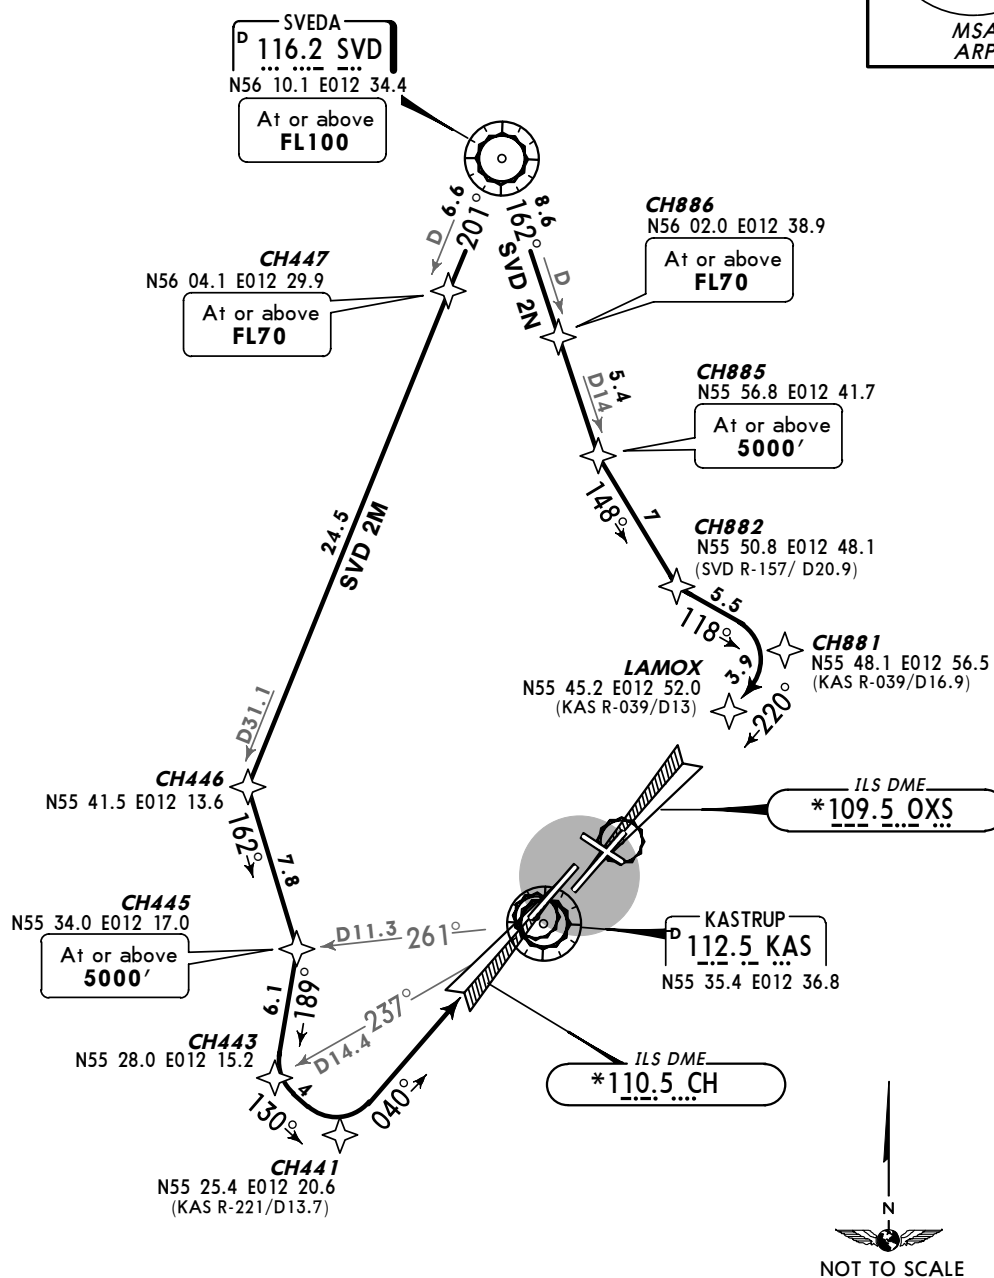 MSA
ARP
SVEDA
D 116.2 SVD
N56 10.1 E012 34.4
At or above
FL100
6.6
D
201°
8.6
162°
D
SVD 2N
CH886
N56 02.0 E012 38.9
At or above
FL70
CH447
N56 04.1 E012 29.9
At or above
FL70
5.4
D14
CH885
N55 56.8 E012 41.7
At or above
5000'
24.5
SVD 2M
148°
7
CH882
N55 50.8 E012 48.1
(SVD R-157/ D20.9)
5.5
118°
CH881
N55 48.1 E012 56.5
(KAS R-039/D16.9)
3.9
LAMOX
N55 45.2 E012 52.0
(KAS R-039/D13)
220°
D31.1
CH446
N55 41.5 E012 13.6
162°
7.8
ILS DME
*109.5 OXS
CH445
N55 34.0 E012 17.0
At or above
5000'
D11.3
261°
KASTRUP
D 112.5 KAS
N55 35.4 E012 36.8
6.1
189°
237°
D14.4
CH443
N55 28.0 E012 15.2
ILS DME
*110.5 CH
4
130°
040°
CH441
N55 25.4 E012 20.6
(KAS R-221/D13.7)
N
NOT TO SCALE